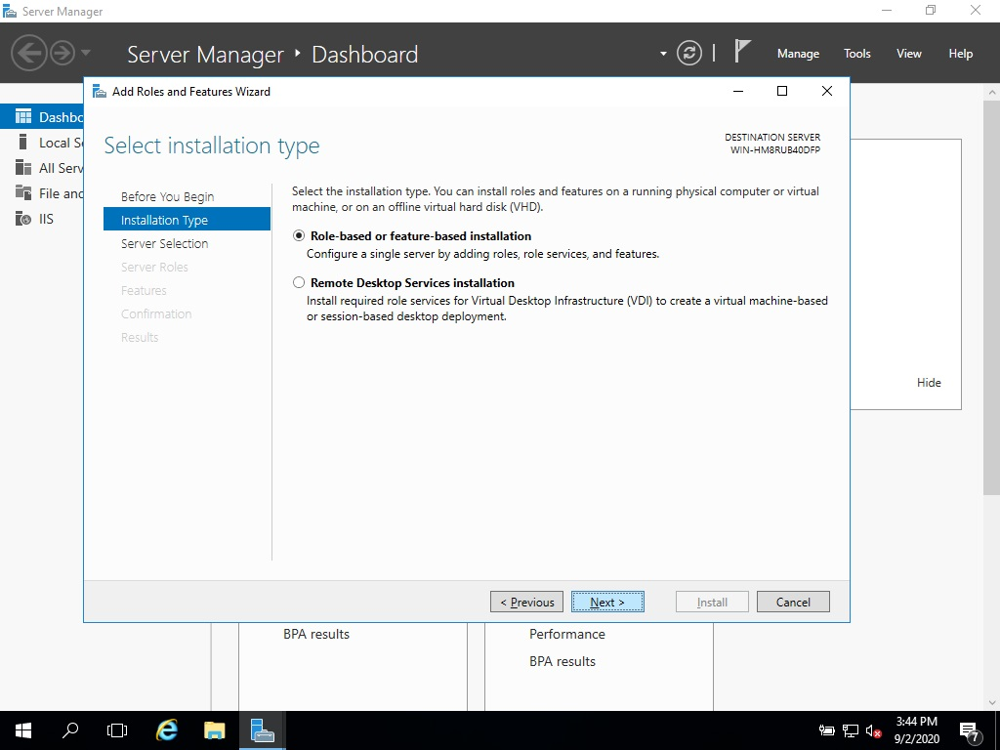 Server Manager
Server Manager ‣ Dashboard
Manage Tools View Help
Add Roles and Features Wizard
Dashbo
Local Se
All Serv
File and
IIS
Select installation type
DESTINATION SERVER
WIN-HM8RUB40DFP
Before You Begin
Installation Type
Server Selection
Server Roles
Features
Confirmation
Results
Select the installation type. You can install roles and features on a running physical computer or virtual
machine, or on an offline virtual hard disk (VHD).
Role-based or feature-based installation
Configure a single server by adding roles, role services, and features.
Remote Desktop Services installation
Install required role services for Virtual Desktop Infrastructure (VDI) to create a virtual machine-based
or session-based desktop deployment.
Hide
< Previous Next > Install Cancel
BPA results
Performance
BPA results
3:44 PM
9/2/2020
7